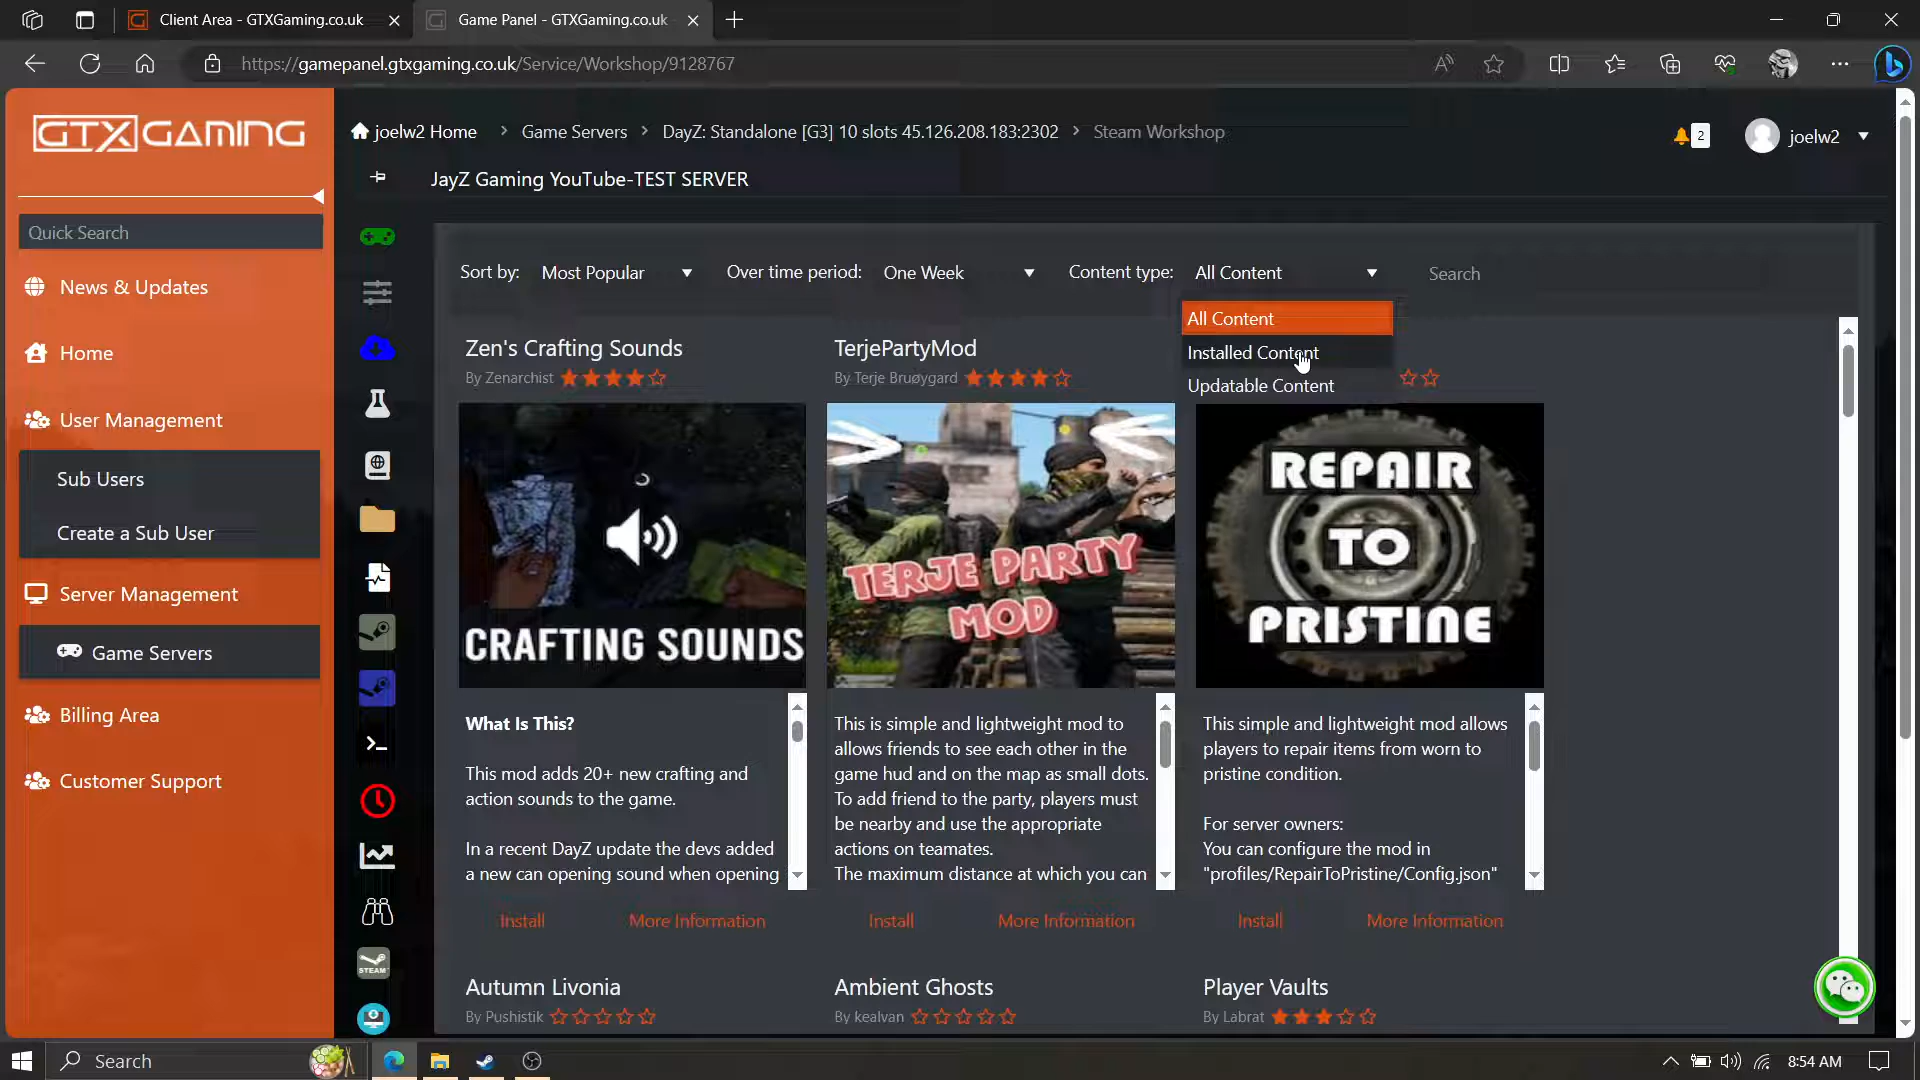 Client Area - GTXGaming.co.uk
Game Panel - GTXGaming.co.uk
https://gamepanel.gtxgaming.co.uk/Service/Workshop/9128767
GTXGAMING
joelw2 Home > Game Servers > DayZ: Standalone [G3] 10 slots 45.126.208.183:2302 > Steam Workshop
2
joelw2
JayZ Gaming YouTube-TEST SERVER
Quick Search
News & Updates
Home
User Management
Sub Users
Create a Sub User
Server Management
Game Servers
Billing Area
Customer Support
STEAM
Sort by: Most Popular Over time period: One Week Content type: All Content Search
All Content
Installed Content
Updatable Content
Zen's Crafting Sounds
By Zenarchist
CRAFTING SOUNDS
What Is This?
This mod adds 20+ new crafting and
action sounds to the game.
In a recent DayZ update the devs added
a new can opening sound when opening
Install More Information
TerjePartyMod
By Terje Bruøygard
TERJE PARTY
MOD
This is simple and lightweight mod to
allows friends to see each other in the
game hud and on the map as small dots.
To add friend to the party, players must
be nearby and use the appropriate
actions on teamates.
The maximum distance at which you can
Install More Information
REPAIR
TO
PRISTINE
This simple and lightweight mod allows
players to repair items from worn to
pristine condition.
For server owners:
You can configure the mod in
"profiles/RepairToPristine/Config.json"
Install More Information
Autumn Livonia
By Pushistik
Ambient Ghosts
By kealvan
Player Vaults
By Labrat
Search
8:54 AM